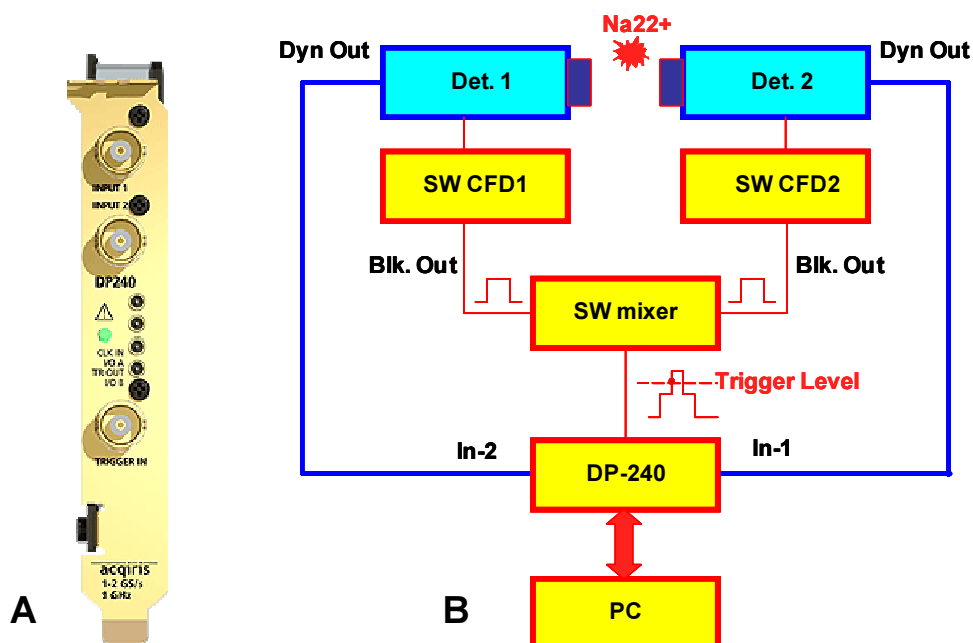 INPUT 1
INPUT 2
DP240
CLK IN
I/O A
TR OUT
I/O B
TRIGGER IN
acqiris
1-2 GS/s
1 GHz
A
Na22+
Dyn Out
Dyn Out
Det. 1
Det. 2
SW CFD1
SW CFD2
Blk. Out
Blk. Out
SW mixer
Trigger Level
In-2
In-1
DP-240
PC
B